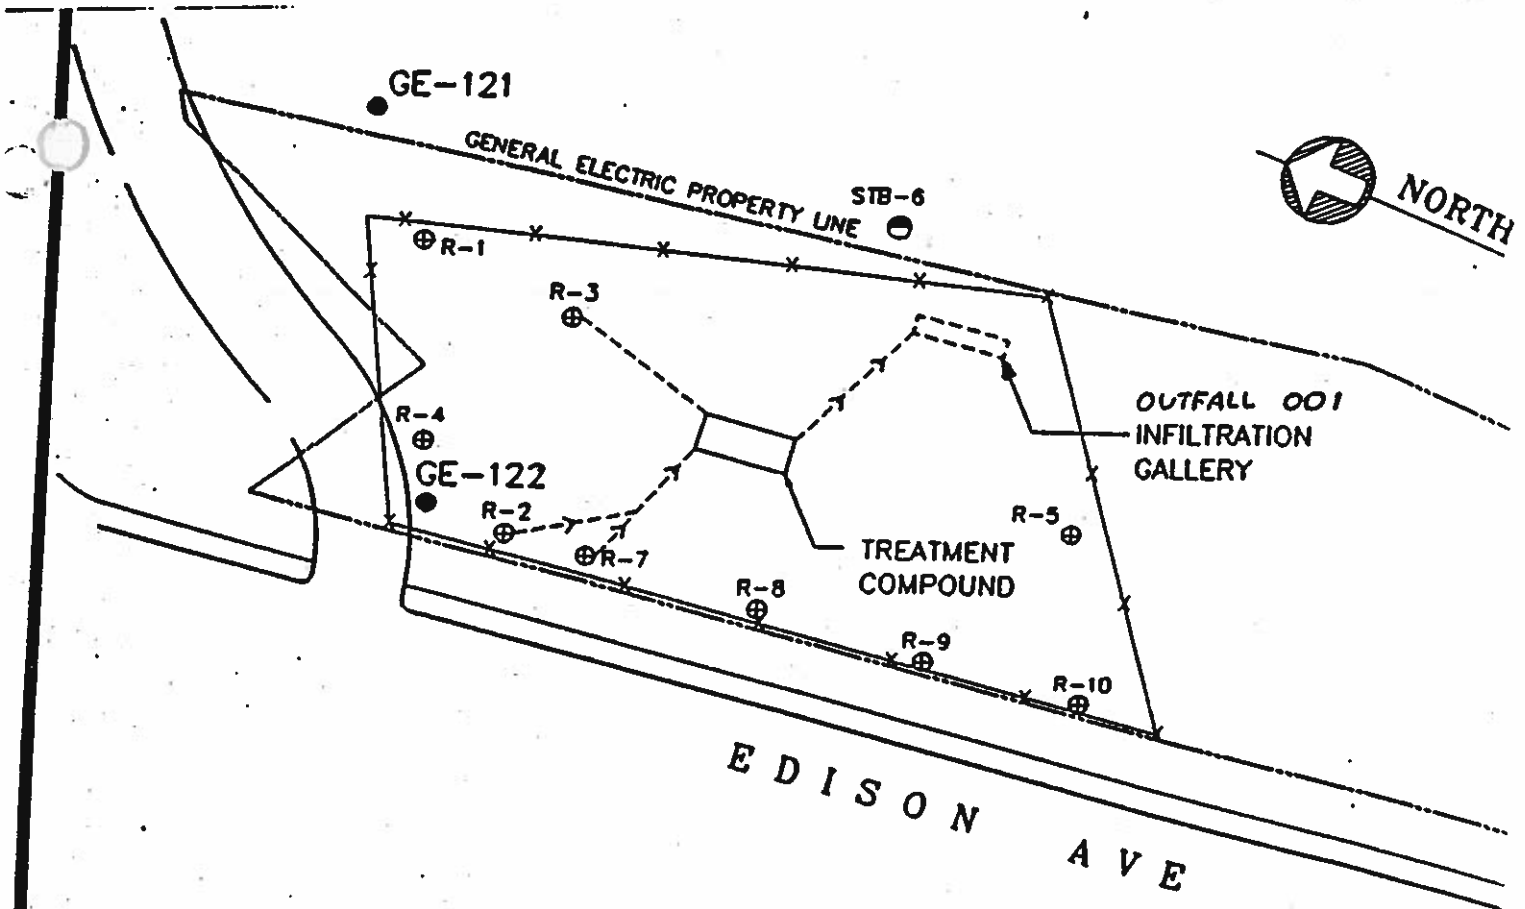 GE-121
GENERAL ELECTRIC PROPERTY LINE
STB-6
NORTH
R-1
R-3
OUTFALL 001
INFILTRATION
GALLERY
R-4
GE-122
R-2
R-7
R-5
TREATMENT
COMPOUND
R-8
R-9
R-10
EDISON AVE